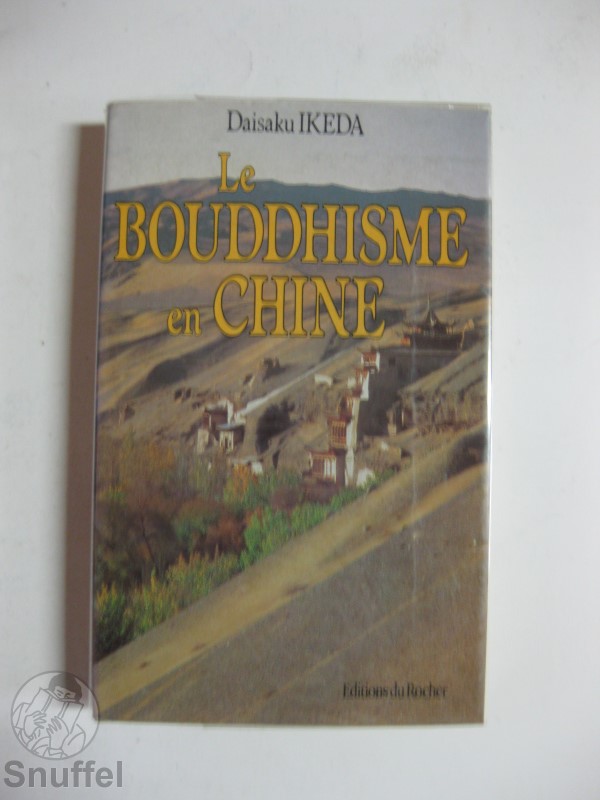 Daisaku IKEDA
Le
BOUDDHISME
en CHINE
Editions du Rocher
Snuffel